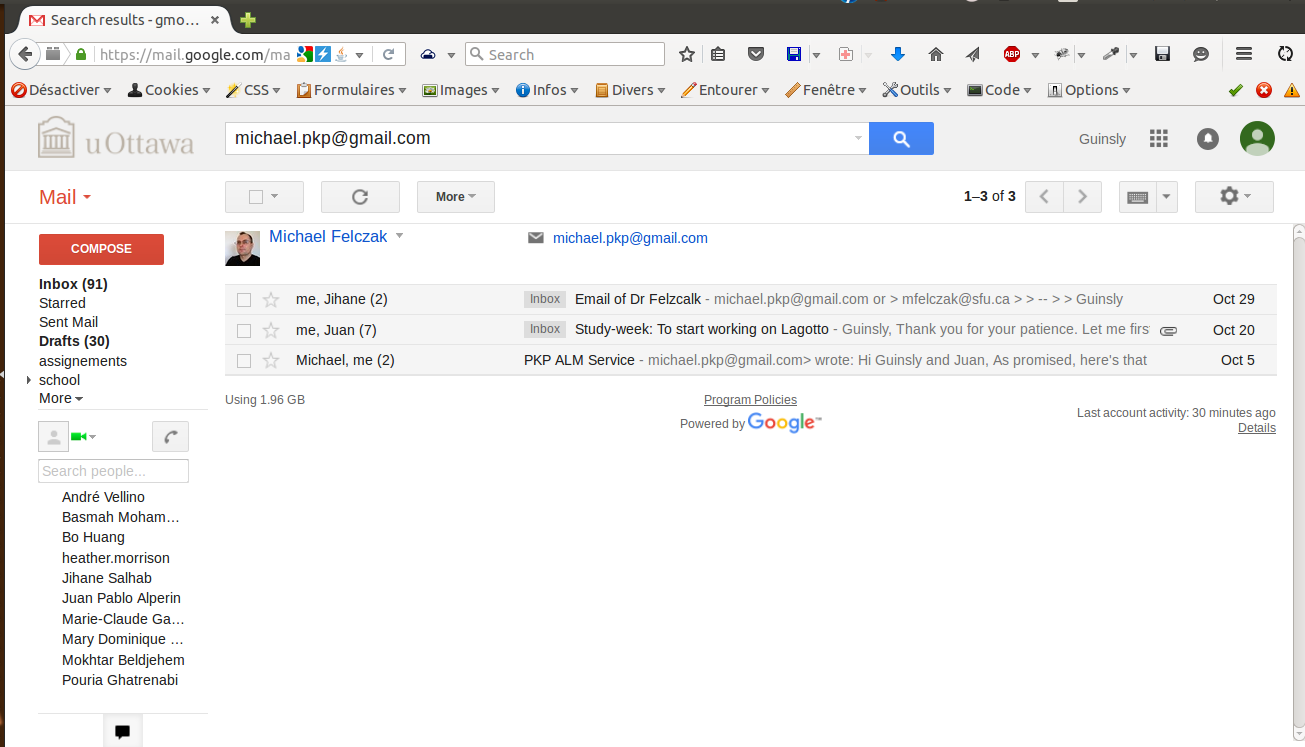 Search results - gmo…
https://mail.google.com/ma
Search
ABP
Désactiver Cookies CSS Formulaires Images Infos Divers Entourer Fenêtre Outils Code Options
uOttawa
michael.pkp@gmail.com
Guinsly
Mail
More
1–3 of 3
COMPOSE
Inbox (91)
Starred
Sent Mail
Drafts (30)
assignements
school
More
Search people...
André Vellino
Basmah Moham…
Bo Huang
heather.morrison
Jihane Salhab
Juan Pablo Alperin
Marie-Claude Ga…
Mary Dominique …
Mokhtar Beldjehem
Pouria Ghatrenabi
Michael Felczak michael.pkp@gmail.com
me, Jihane (2) Inbox Email of Dr Felzcalk - michael.pkp@gmail.com or > mfelczak@sfu.ca > > -- > > Guinsly Oct 29
me, Juan (7) Inbox Study-week: To start working on Lagotto - Guinsly, Thank you for your patience. Let me firs Oct 20
Michael, me (2) PKP ALM Service - michael.pkp@gmail.com> wrote: Hi Guinsly and Juan, As promised, here's that Oct 5
Using 1.96 GB
Program Policies
Powered by Google™
Last account activity: 30 minutes ago
Details